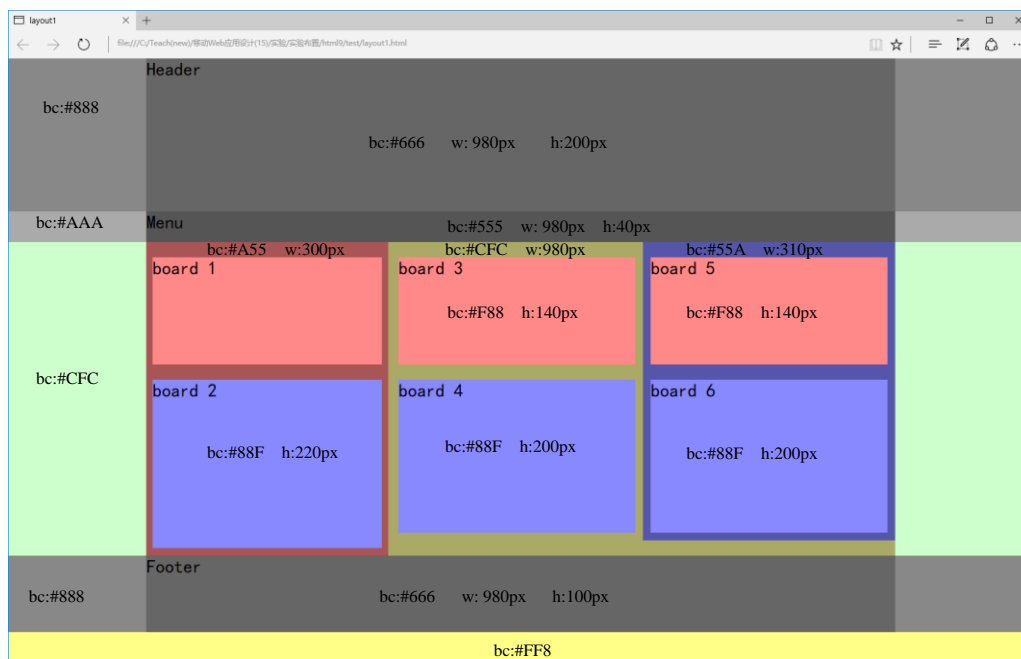 layout1
file:///C:/Teach(new)/移动Web应用设计(15)/实验/实验布置/html9/test/layout1.html
Header
bc:#888
bc:#666 w: 980px h:200px
bc:#AAA
Menu
bc:#555 w: 980px h:40px
bc:#A55 w:300px
bc:#CFC w:980px
bc:#55A w:310px
board 1
board 3
board 5
bc:#F88 h:140px
bc:#F88 h:140px
bc:#CFC
board 2
board 4
board 6
bc:#88F h:220px
bc:#88F h:200px
bc:#88F h:200px
Footer
bc:#888
bc:#666 w: 980px h:100px
bc:#FF8